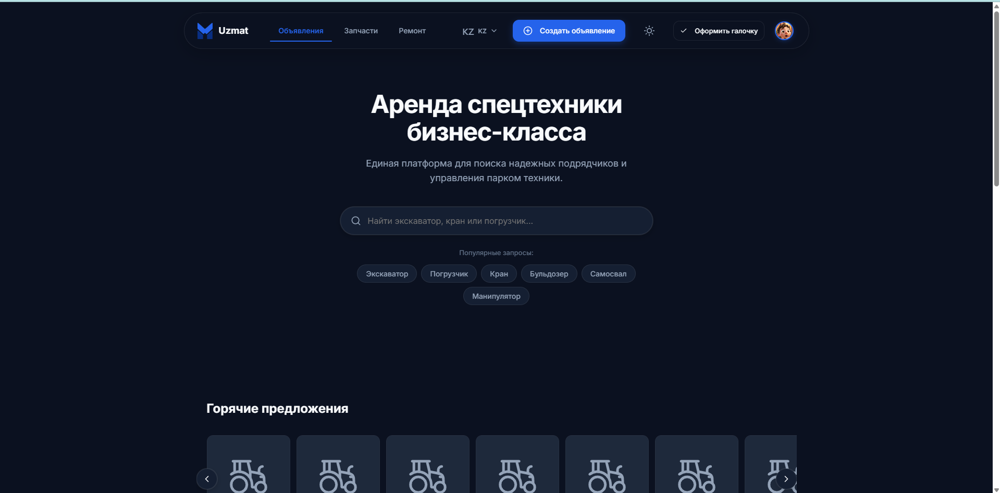 Uzmat
Объявления
Запчасти
Ремонт
KZ KZ
Создать объявление
Оформить галочку
Аренда спецтехники
бизнес-класса
Единая платформа для поиска надежных подрядчиков и
управления парком техники.
Найти экскаватор, кран или погрузчик...
Популярные запросы:
Экскаватор
Погрузчик
Кран
Бульдозер
Самосвал
Манипулятор
Горячие предложения